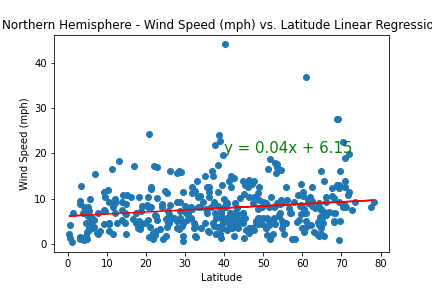 Northern Hemisphere - Wind Speed (mph) vs. Latitude Linear Regressio
y = 0.04x + 6.15
Wind Speed (mph)
40
30
20
10
0
0 10 20 30 40 50 60 70 80
Latitude